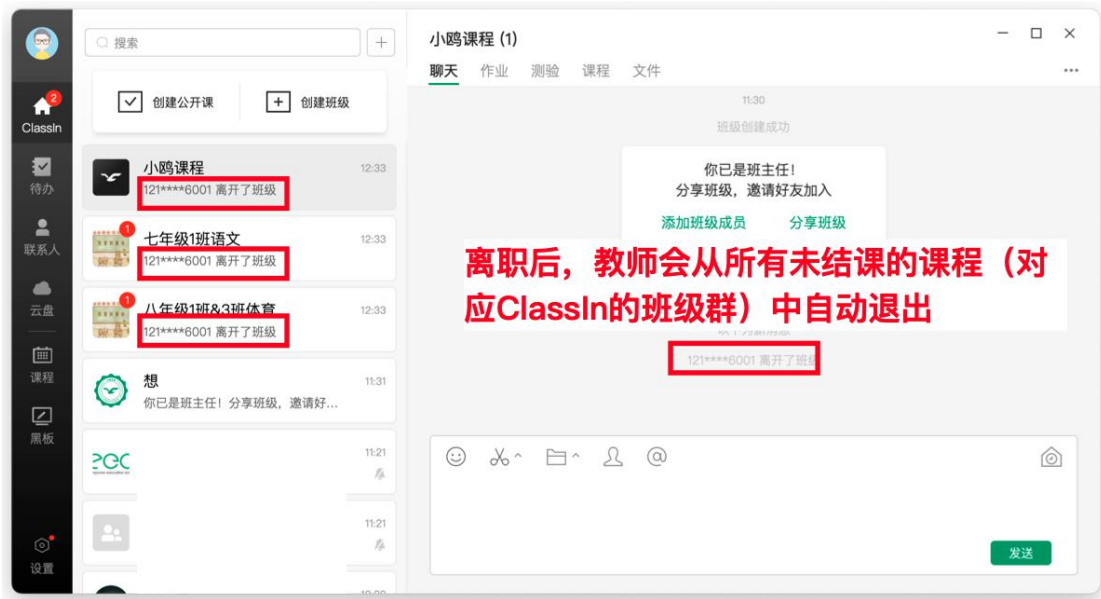 搜索
创建公开课
创建班级
2
ClassIn
待办
联系人
云盘
课程
黑板
设置
小鸥课程
12:33
121****6001 离开了班级
1
七年级1班语文
12:33
121****6001 离开了班级
1
八年级1班&3班体育
12:33
121****6001 离开了班级
想
11:31
你已是班主任！分享班级，邀请好...
11:21
11:21
小鸥课程 (1)
聊天 作业 测验 课程 文件
11:30
班级创建成功
你已是班主任！
分享班级，邀请好友加入
添加班级成员 分享班级
离职后，教师会从所有未结课的课程（对
应ClassIn的班级群）中自动退出
121****6001 离开了班级
发送